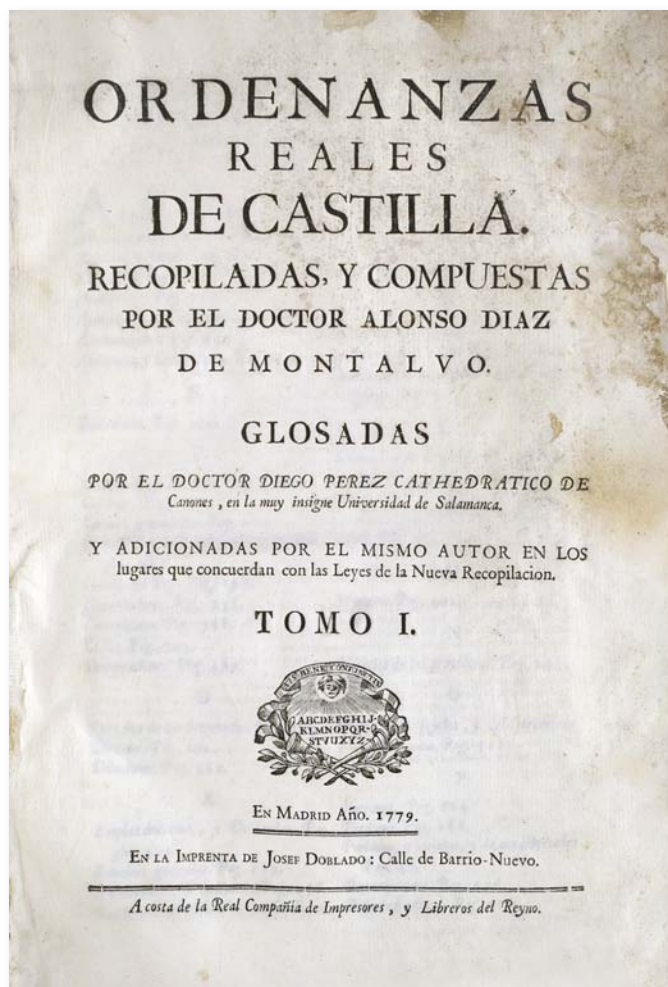 ORDENANZAS
REALES
DE CASTILLA.
RECOPILADAS, Y COMPUESTAS
POR EL DOCTOR ALONSO DIAZ
DE MONTALVO.
GLOSADAS
POR EL DOCTOR DIEGO PEREZ CATHEDRATICO DE
Canones, en la muy insigne Universidad de Salamanca.
Y ADICIONADAS POR EL MISMO AUTOR EN LOS
lugares que concuerdan con las Leyes de la Nueva Recopilacion.
TOMO I.
ABCDEFGHIJ-
KLMNOPQR-
STVUXYZ
EN MADRID AÑO. 1779.
EN LA IMPRENTA DE JOSEF DOBLADO: Calle de Barrio-Nuevo.
A costa de la Real Compañia de Impresores, y Libreros del Reyno.